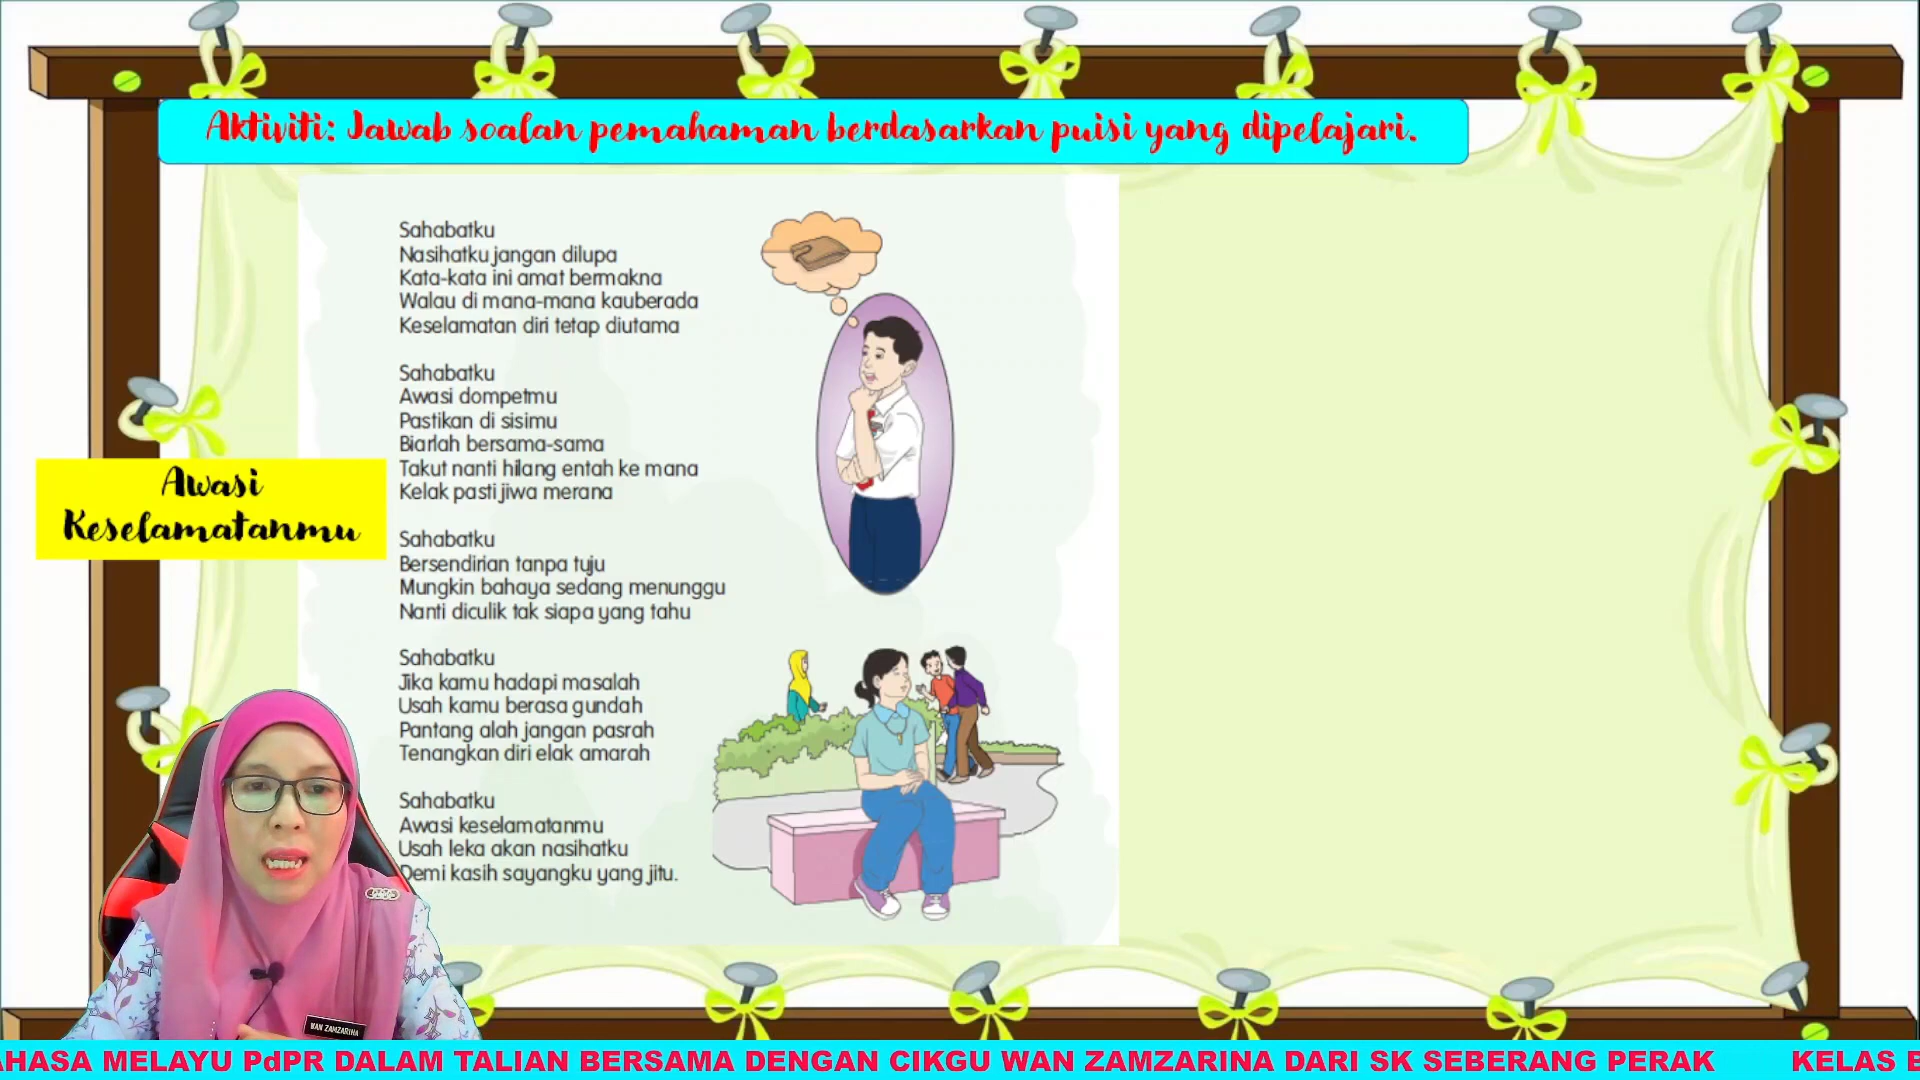 Aktiviti: Jawab soalan pemahaman berdasarkan puisi yang dipelajari.
Awasi
Keselamatanmu
Sahabatku
Nasihatku jangan dilupa
Kata-kata ini amat bermakna
Walau di mana-mana kauberada
Keselamatan diri tetap diutama
Sahabatku
Awasi dompetmu
Pastikan di sisimu
Biarlah bersama-sama
Takut nanti hilang entah ke mana
Kelak pasti jiwa merana
Sahabatku
Bersendirian tanpa tuju
Mungkin bahaya sedang menunggu
Nanti diculik tak siapa yang tahu
Sahabatku
Jika kamu hadapi masalah
Usah kamu berasa gundah
Pantang alah jangan pasrah
Tenangkan diri elak amarah
Sahabatku
Awasi keselamatanmu
Usah leka akan nasihatku
Demi kasih sayangku yang jitu.
WAN ZAMZARINA
AHASA MELAYU PdPR DALAM TALIAN BERSAMA DENGAN CIKGU WAN ZAMZARINA DARI SK SEBERANG PERAK KELAS